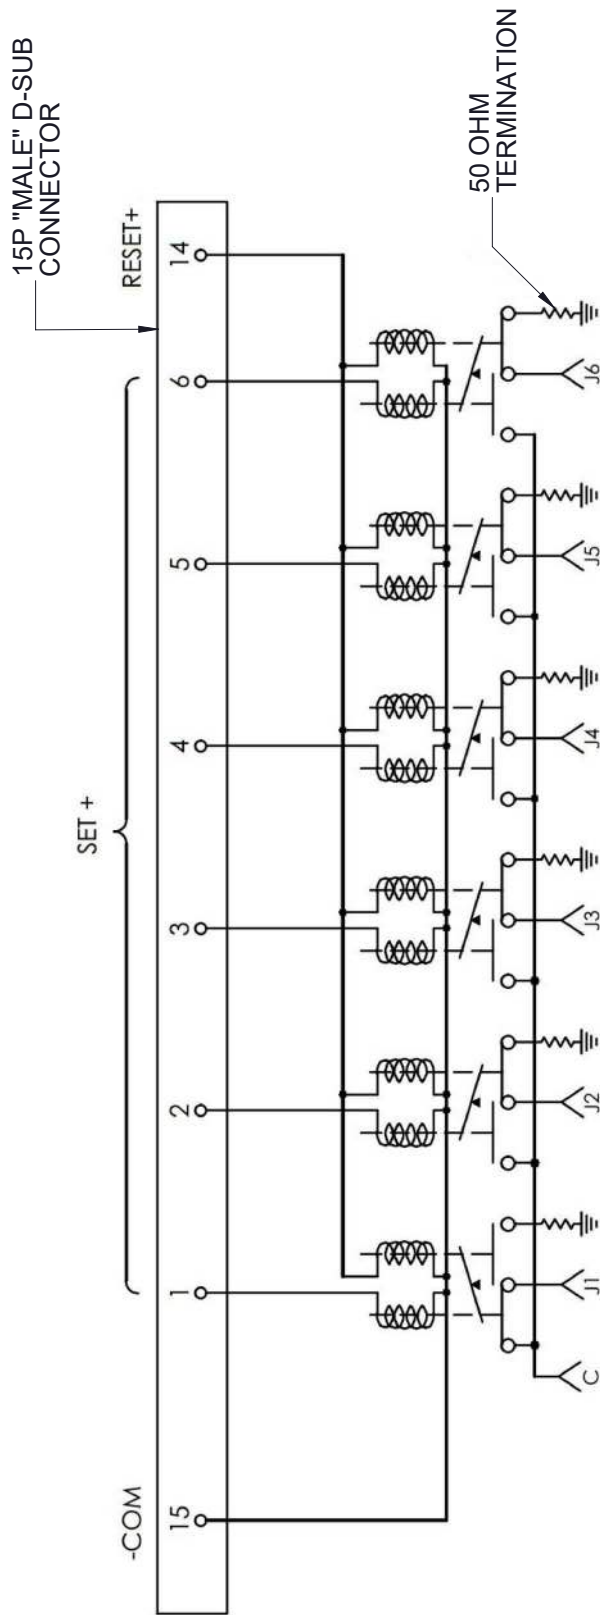 15P "MALE" D-SUB
CONNECTOR
-COM
SET +
RESET+
15
1
2
3
4
5
6
14
50 OHM
TERMINATION
C
J1
J2
J3
J4
J5
J6